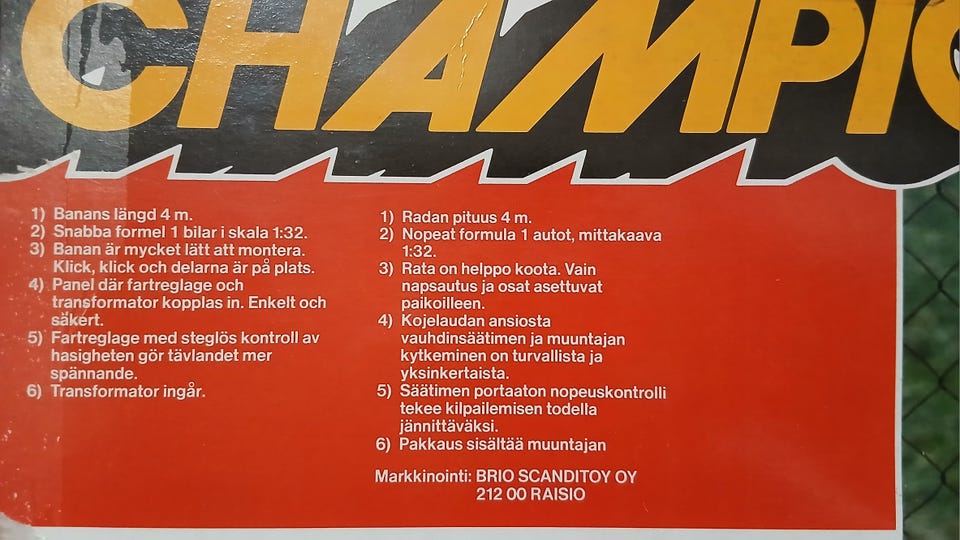 CHAMPIO
1) Banans längd 4 m.
2) Snabba formel 1 bilar i skala 1:32.
3) Banan är mycket lätt att montera.
Klick, klick och delarna är på plats.
4) Panel där fartreglage och
transformator kopplas in. Enkelt och
säkert.
5) Fartreglage med steglös kontroll av
hasigheten gör tävlandet mer
spännande.
6) Transformator ingår.
1) Radan pituus 4 m.
2) Nopeat formula 1 autot, mittakaava
1:32.
3) Rata on helppo koota. Vain
napsautus ja osat asettuvat
paikoilleen.
4) Kojelaudan ansiosta
vauhdinsäätimen ja muuntajan
kytkeminen on turvallista ja
yksinkertaista.
5) Säätimen portaaton nopeuskontrolli
tekee kilpailemisen todella
jännittäväksi.
6) Pakkaus sisältää muuntajan
Markkinointi: BRIO SCANDITOY OY
212 00 RAISIO